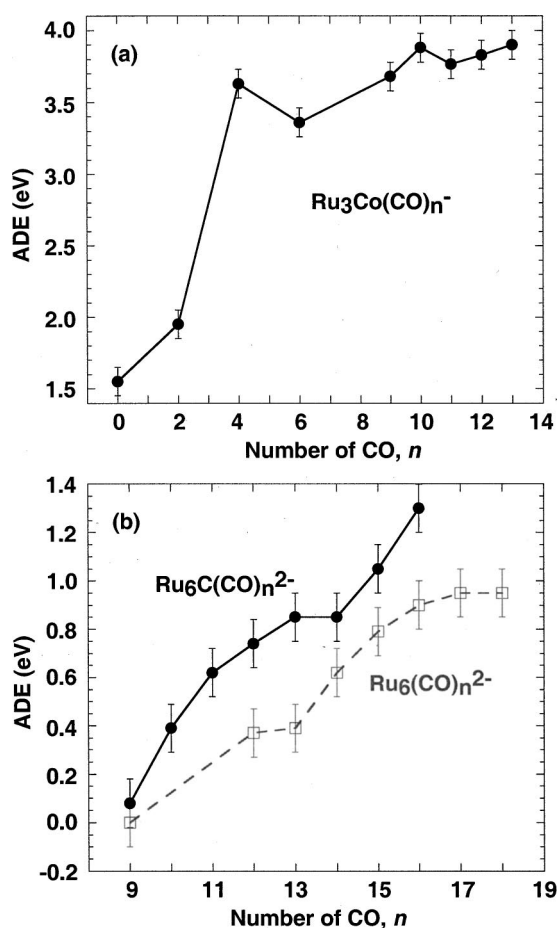 4.0
(a)
3.5
3.0
ADE (eV)
Ru3Co(CO)n-
2.5
2.0
1.5
0 2 4 6 8 10 12 14
Number of CO, n
1.4
(b)
1.2
Ru6C(CO)n2-
1.0
0.8
ADE (eV)
0.6
Ru6(CO)n2-
0.4
0.2
0.0
-0.2
9 11 13 15 17 19
Number of CO, n